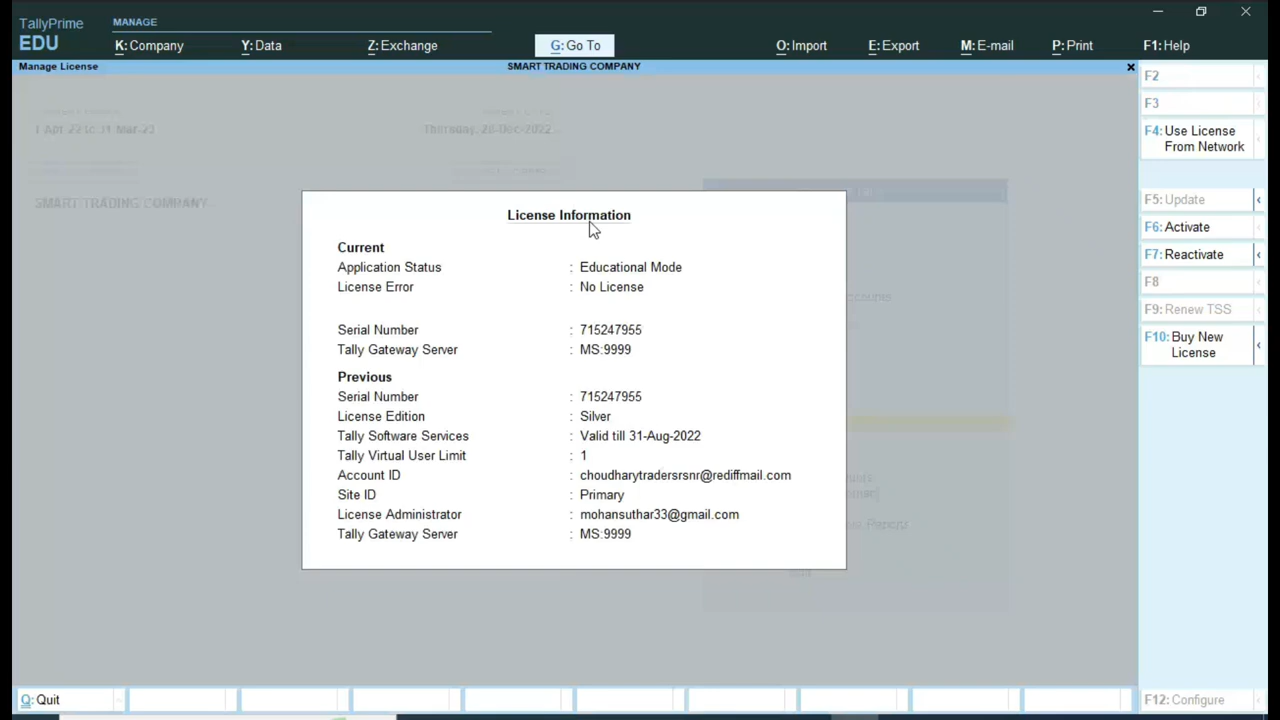 TallyPrime
EDU
MANAGE
K: Company Y: Data Z: Exchange G: Go To O: Import E: Export M: E-mail P: Print F1: Help
Manage License SMART TRADING COMPANY
F2
F3
F4: Use License From Network
F5: Update
F6: Activate
F7: Reactivate
F8
F9: Renew TSS
F10: Buy New License
SMART TRADING COMPANY
License Information
Current
Application Status : Educational Mode
License Error : No License
Serial Number : 715247955
Tally Gateway Server : MS:9999
Previous
Serial Number : 715247955
License Edition : Silver
Tally Software Services : Valid till 31-Aug-2022
Tally Virtual User Limit : 1
Account ID : choudharytradersrsnr@rediffmail.com
Site ID : Primary
License Administrator : mohansuthar33@gmail.com
Tally Gateway Server : MS:9999
Q: Quit F12: Configure